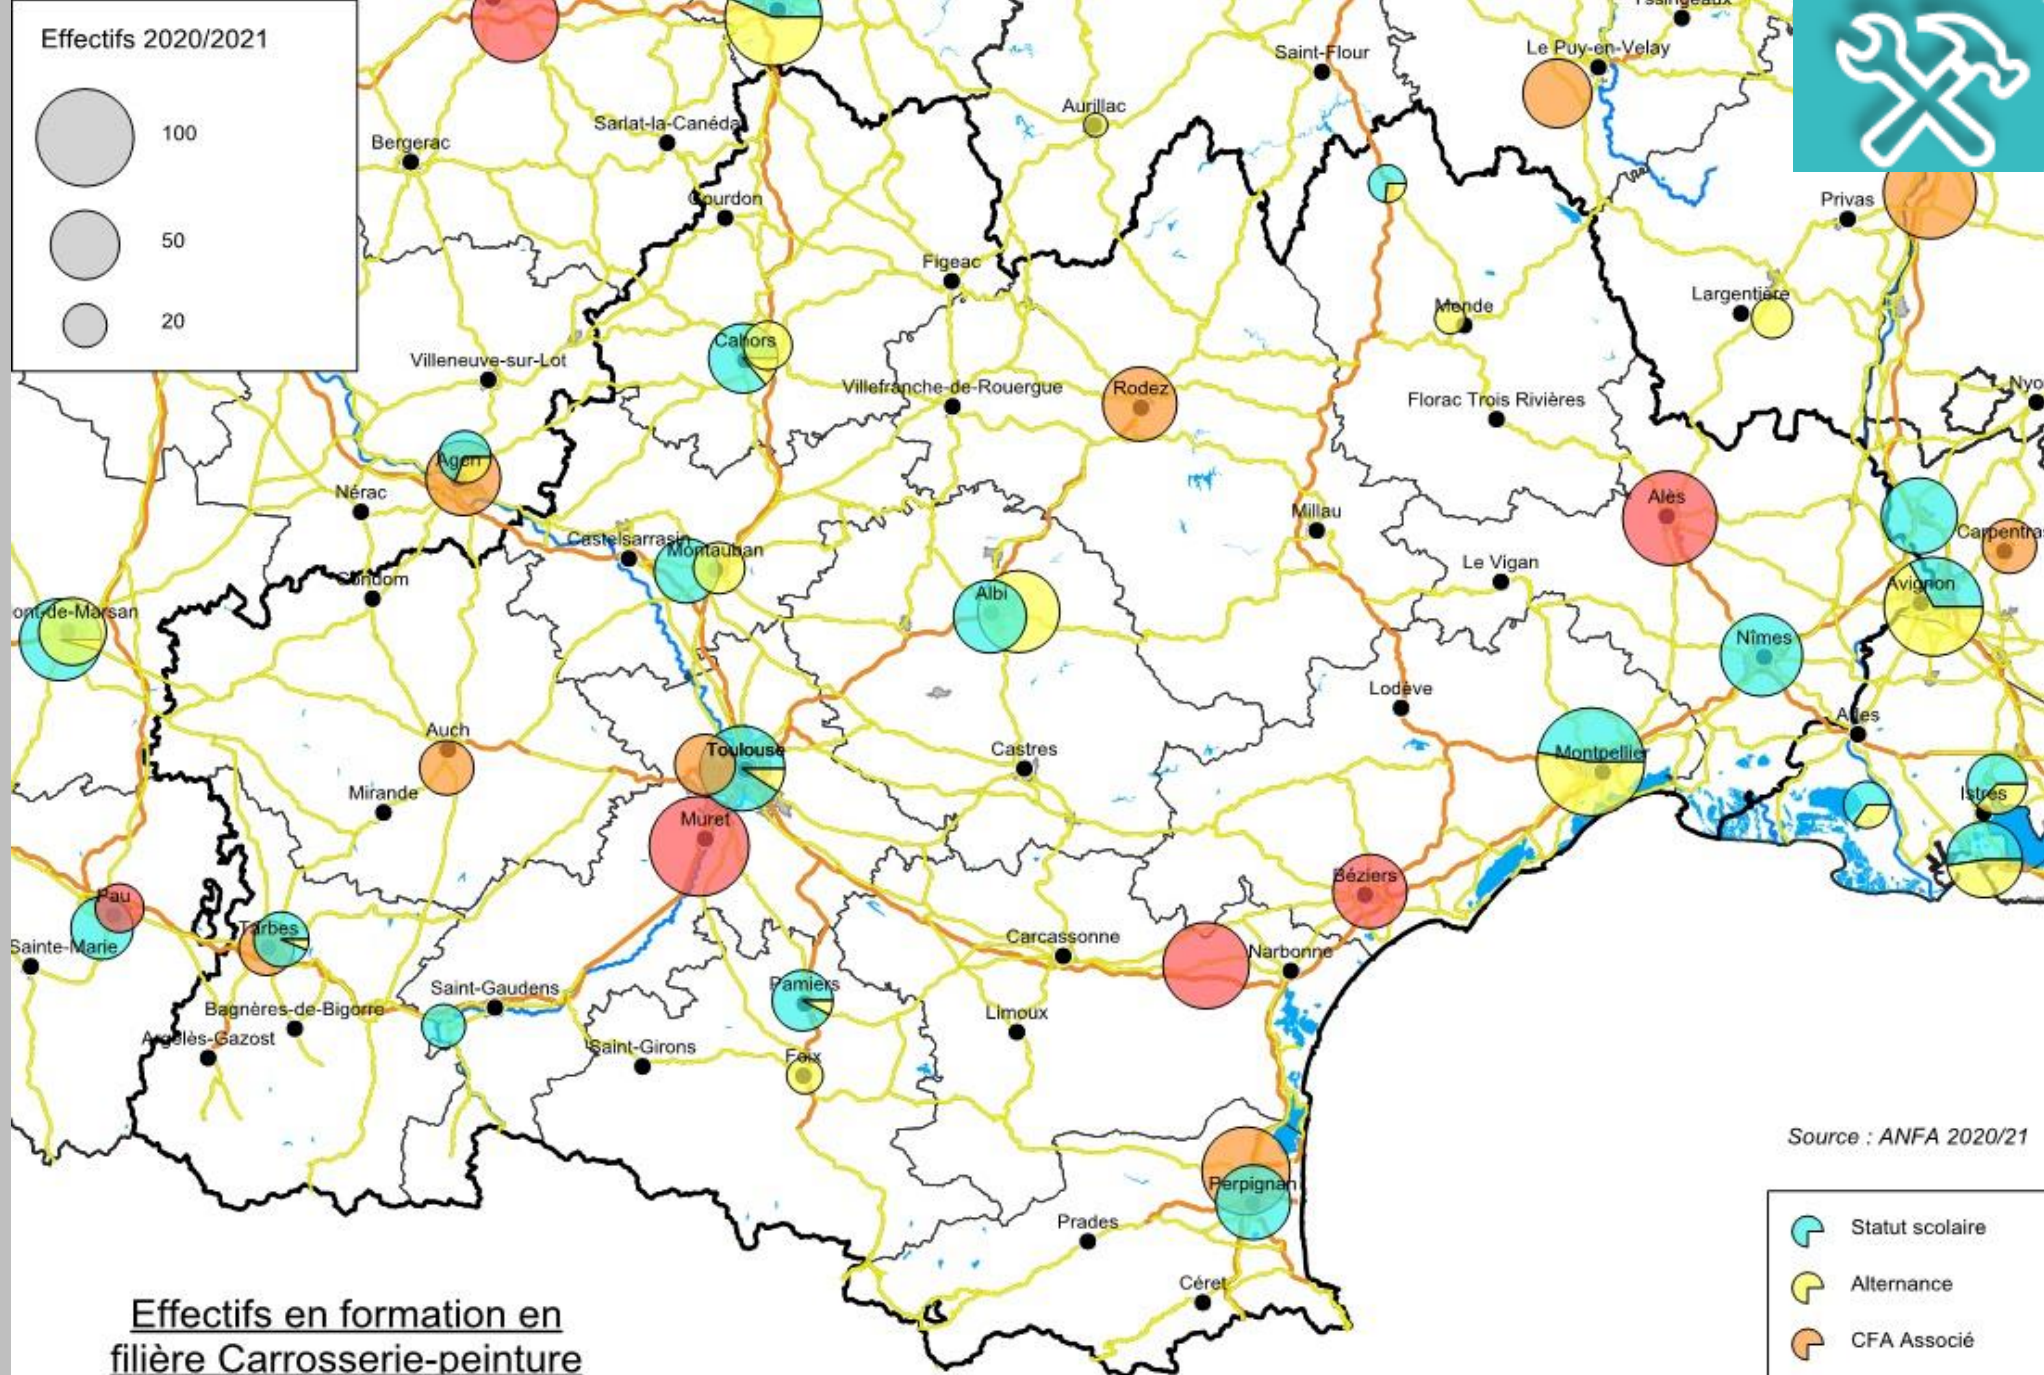 Effectifs 2020/2021
100
50
20
Saint-Flour
Le Puy-en-Velay
Aurillac
Sarlat-la-Canéda
Bergerac
Gourdon
Privas
Figeac
Largentière
Mende
Cahors
Villeneuve-sur-Lot
Villefranche-de-Rouergue
Rodez
Florac Trois Rivières
Nyo
Agen
Nérac
Alès
Millau
Carpentras
Castelsarrasin
Montauban
Le Vigan
Condom
Albi
Avignon
ont-de-Marsan
Nîmes
Lodève
Arles
Auch
Toulouse
Castres
Montpellier
Mirande
Istres
Muret
Béziers
Pau
Tarbes
Sainte-Marie
Carcassonne
Narbonne
Pamiers
Saint-Gaudens
Bagnères-de-Bigorre
Limoux
Argelès-Gazost
Saint-Girons
Foix
Source : ANFA 2020/21
Perpignan
Prades
Statut scolaire
Céret
Alternance
Effectifs en formation en
filière Carrosserie-peinture
CFA Associé